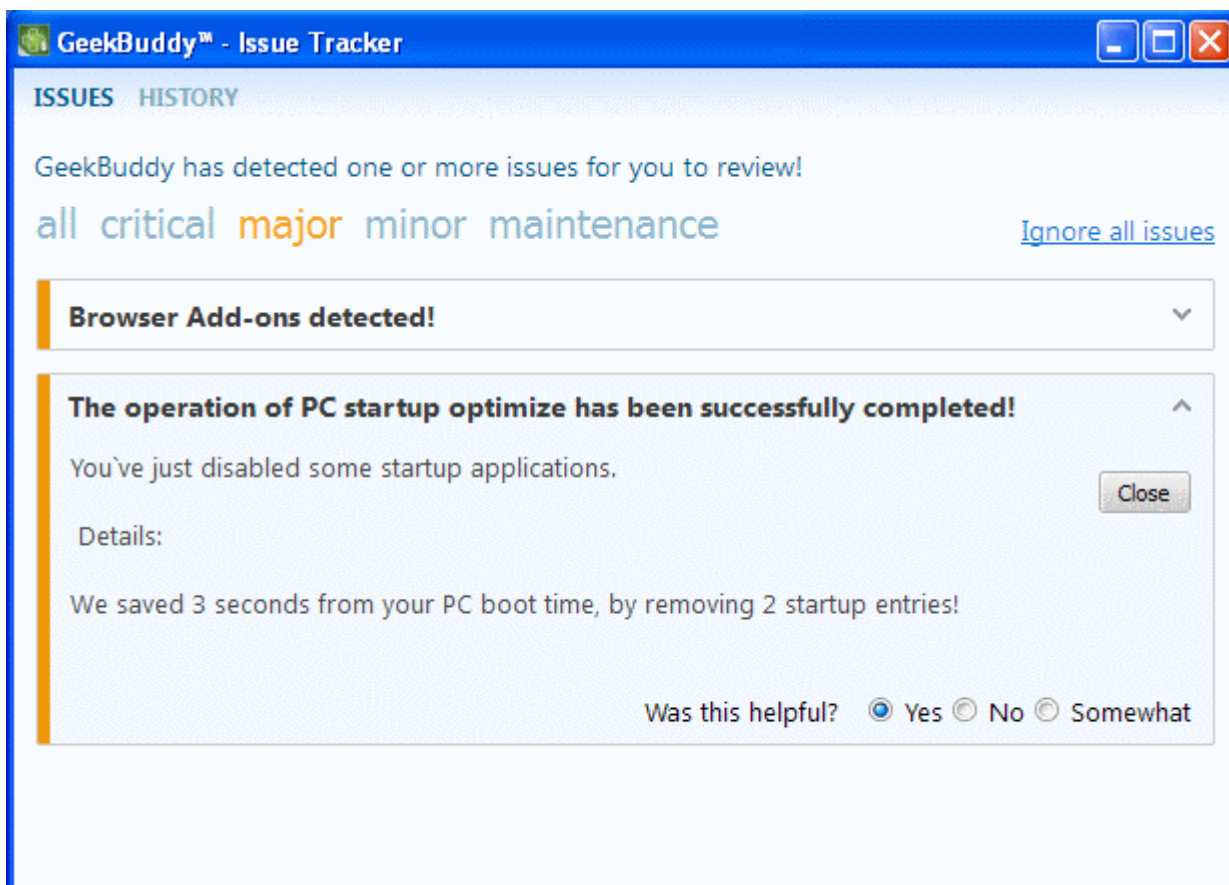 GeekBuddy™ - Issue Tracker
ISSUES HISTORY
GeekBuddy has detected one or more issues for you to review!
all critical major minor maintenance
Ignore all issues
Browser Add-ons detected!
The operation of PC startup optimize has been successfully completed!
You`ve just disabled some startup applications.
Close
Details:
We saved 3 seconds from your PC boot time, by removing 2 startup entries!
Was this helpful? Yes No Somewhat